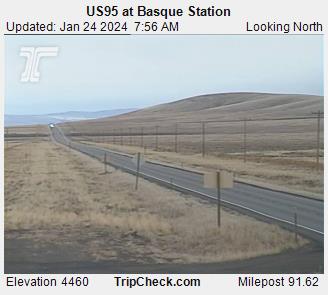 US95 at Basque Station
Updated: Jan 24 2024 7:56 AM Looking North
Elevation 4460 TripCheck.com Milepost 91.62